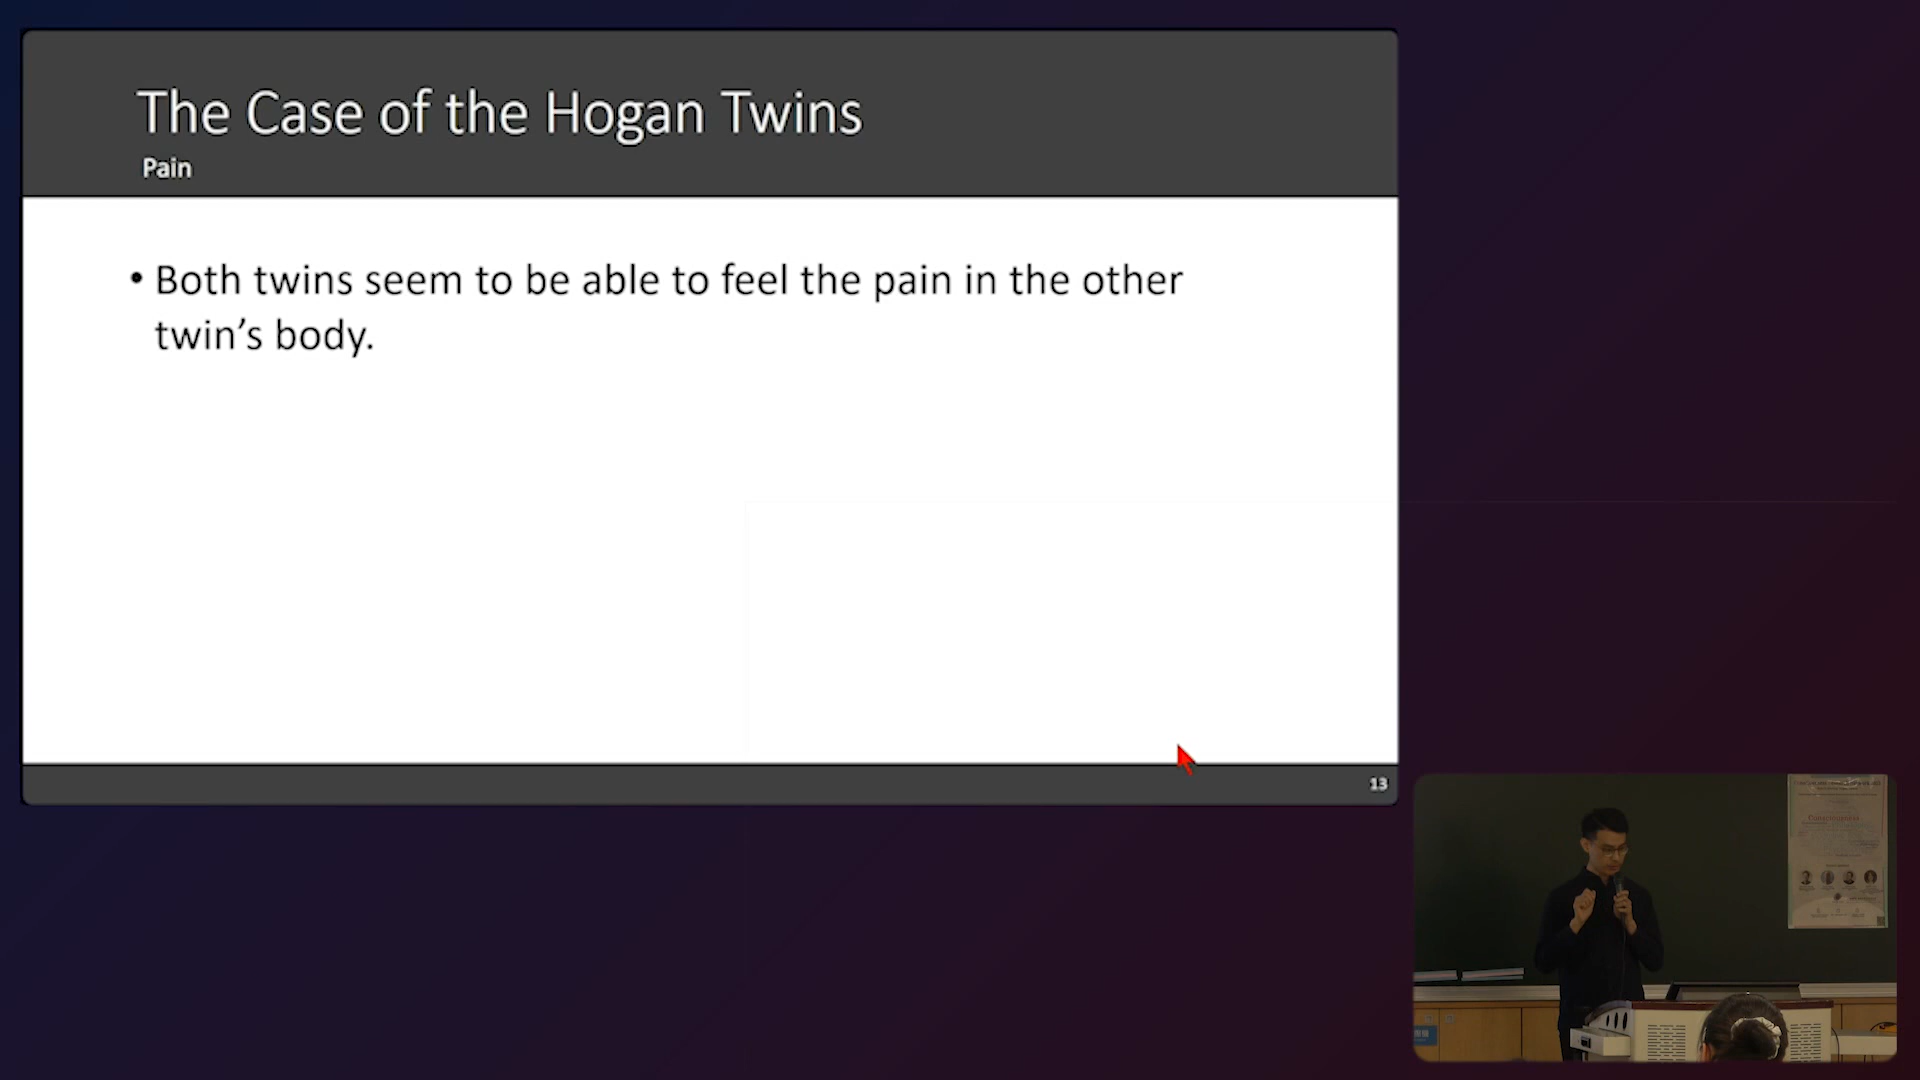 The Case of the Hogan Twins
Pain
• Both twins seem to be able to feel the pain in the other
twin’s body.
13
Consciousness